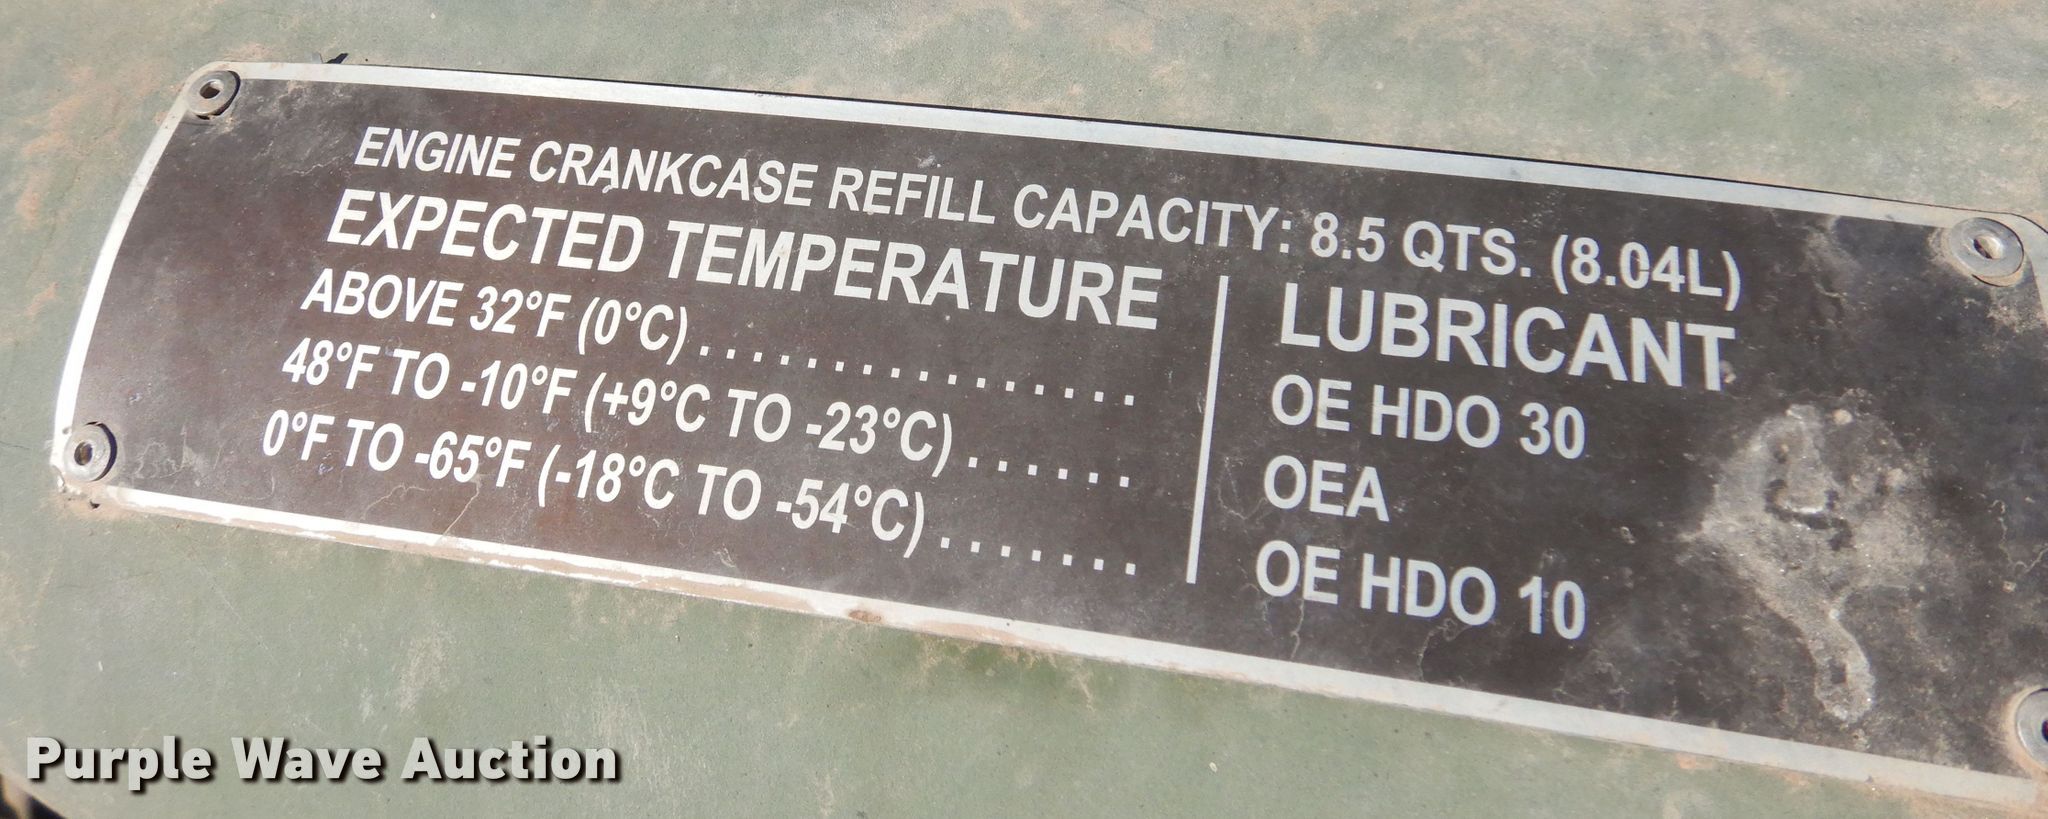 ENGINE CRANKCASE REFILL CAPACITY: 8.5 QTS. (8.04L)
EXPECTED TEMPERATURE LUBRICANT
ABOVE 32°F (0°C)................ OE HDO 30
48°F TO -10°F (+9°C TO -23°C)...... OEA
0°F TO -65°F (-18°C TO -54°C)....... OE HDO 10
Purple Wave Auction